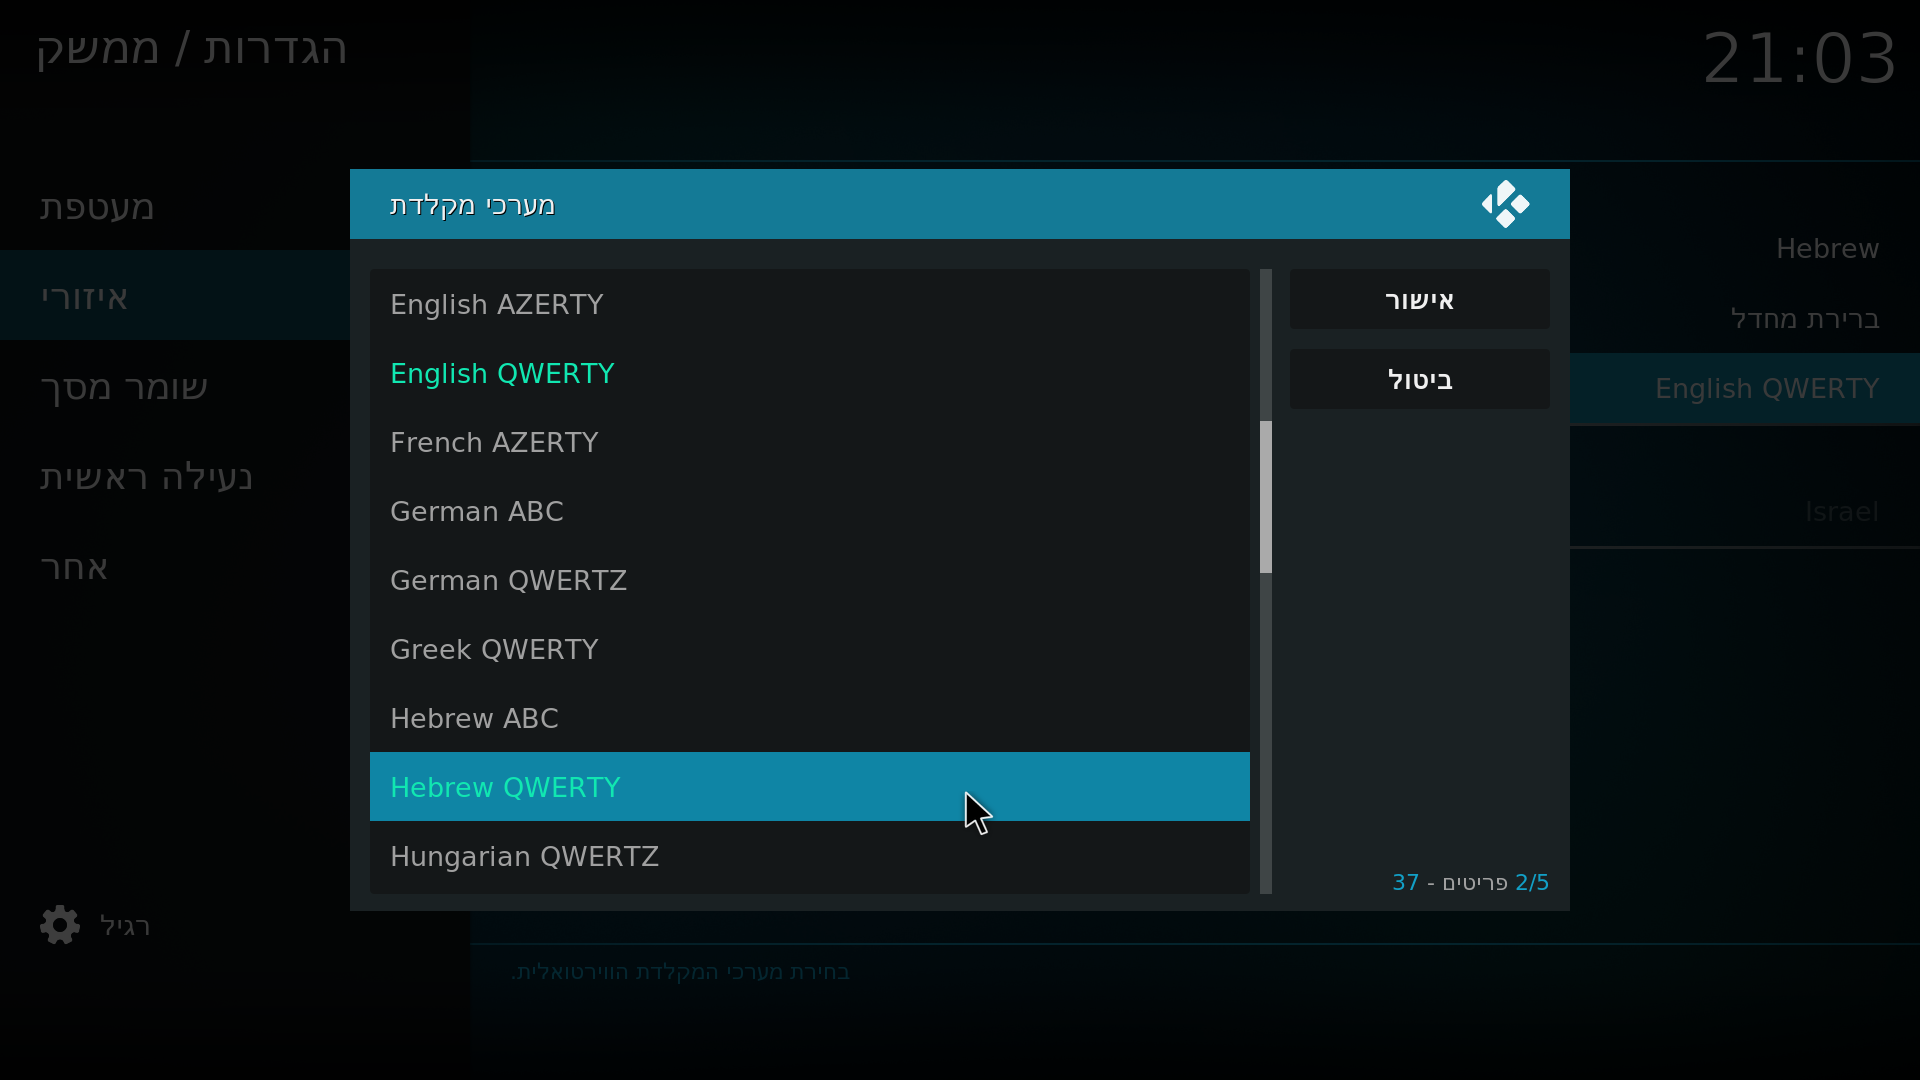 הגדרות / ממשק
21:03
מעטפת
איזורי
שומר מסך
נעילה ראשית
אחר
רגיל
מערכי מקלדת
English AZERTY
English QWERTY
French AZERTY
German ABC
German QWERTZ
Greek QWERTY
Hebrew ABC
Hebrew QWERTY
Hungarian QWERTZ
אישור
ביטול
37 - פריטים 2/5
Hebrew
ברירת מחדל
English QWERTY
Israel
בחירת מערכי המקלדת הווירטואלית.